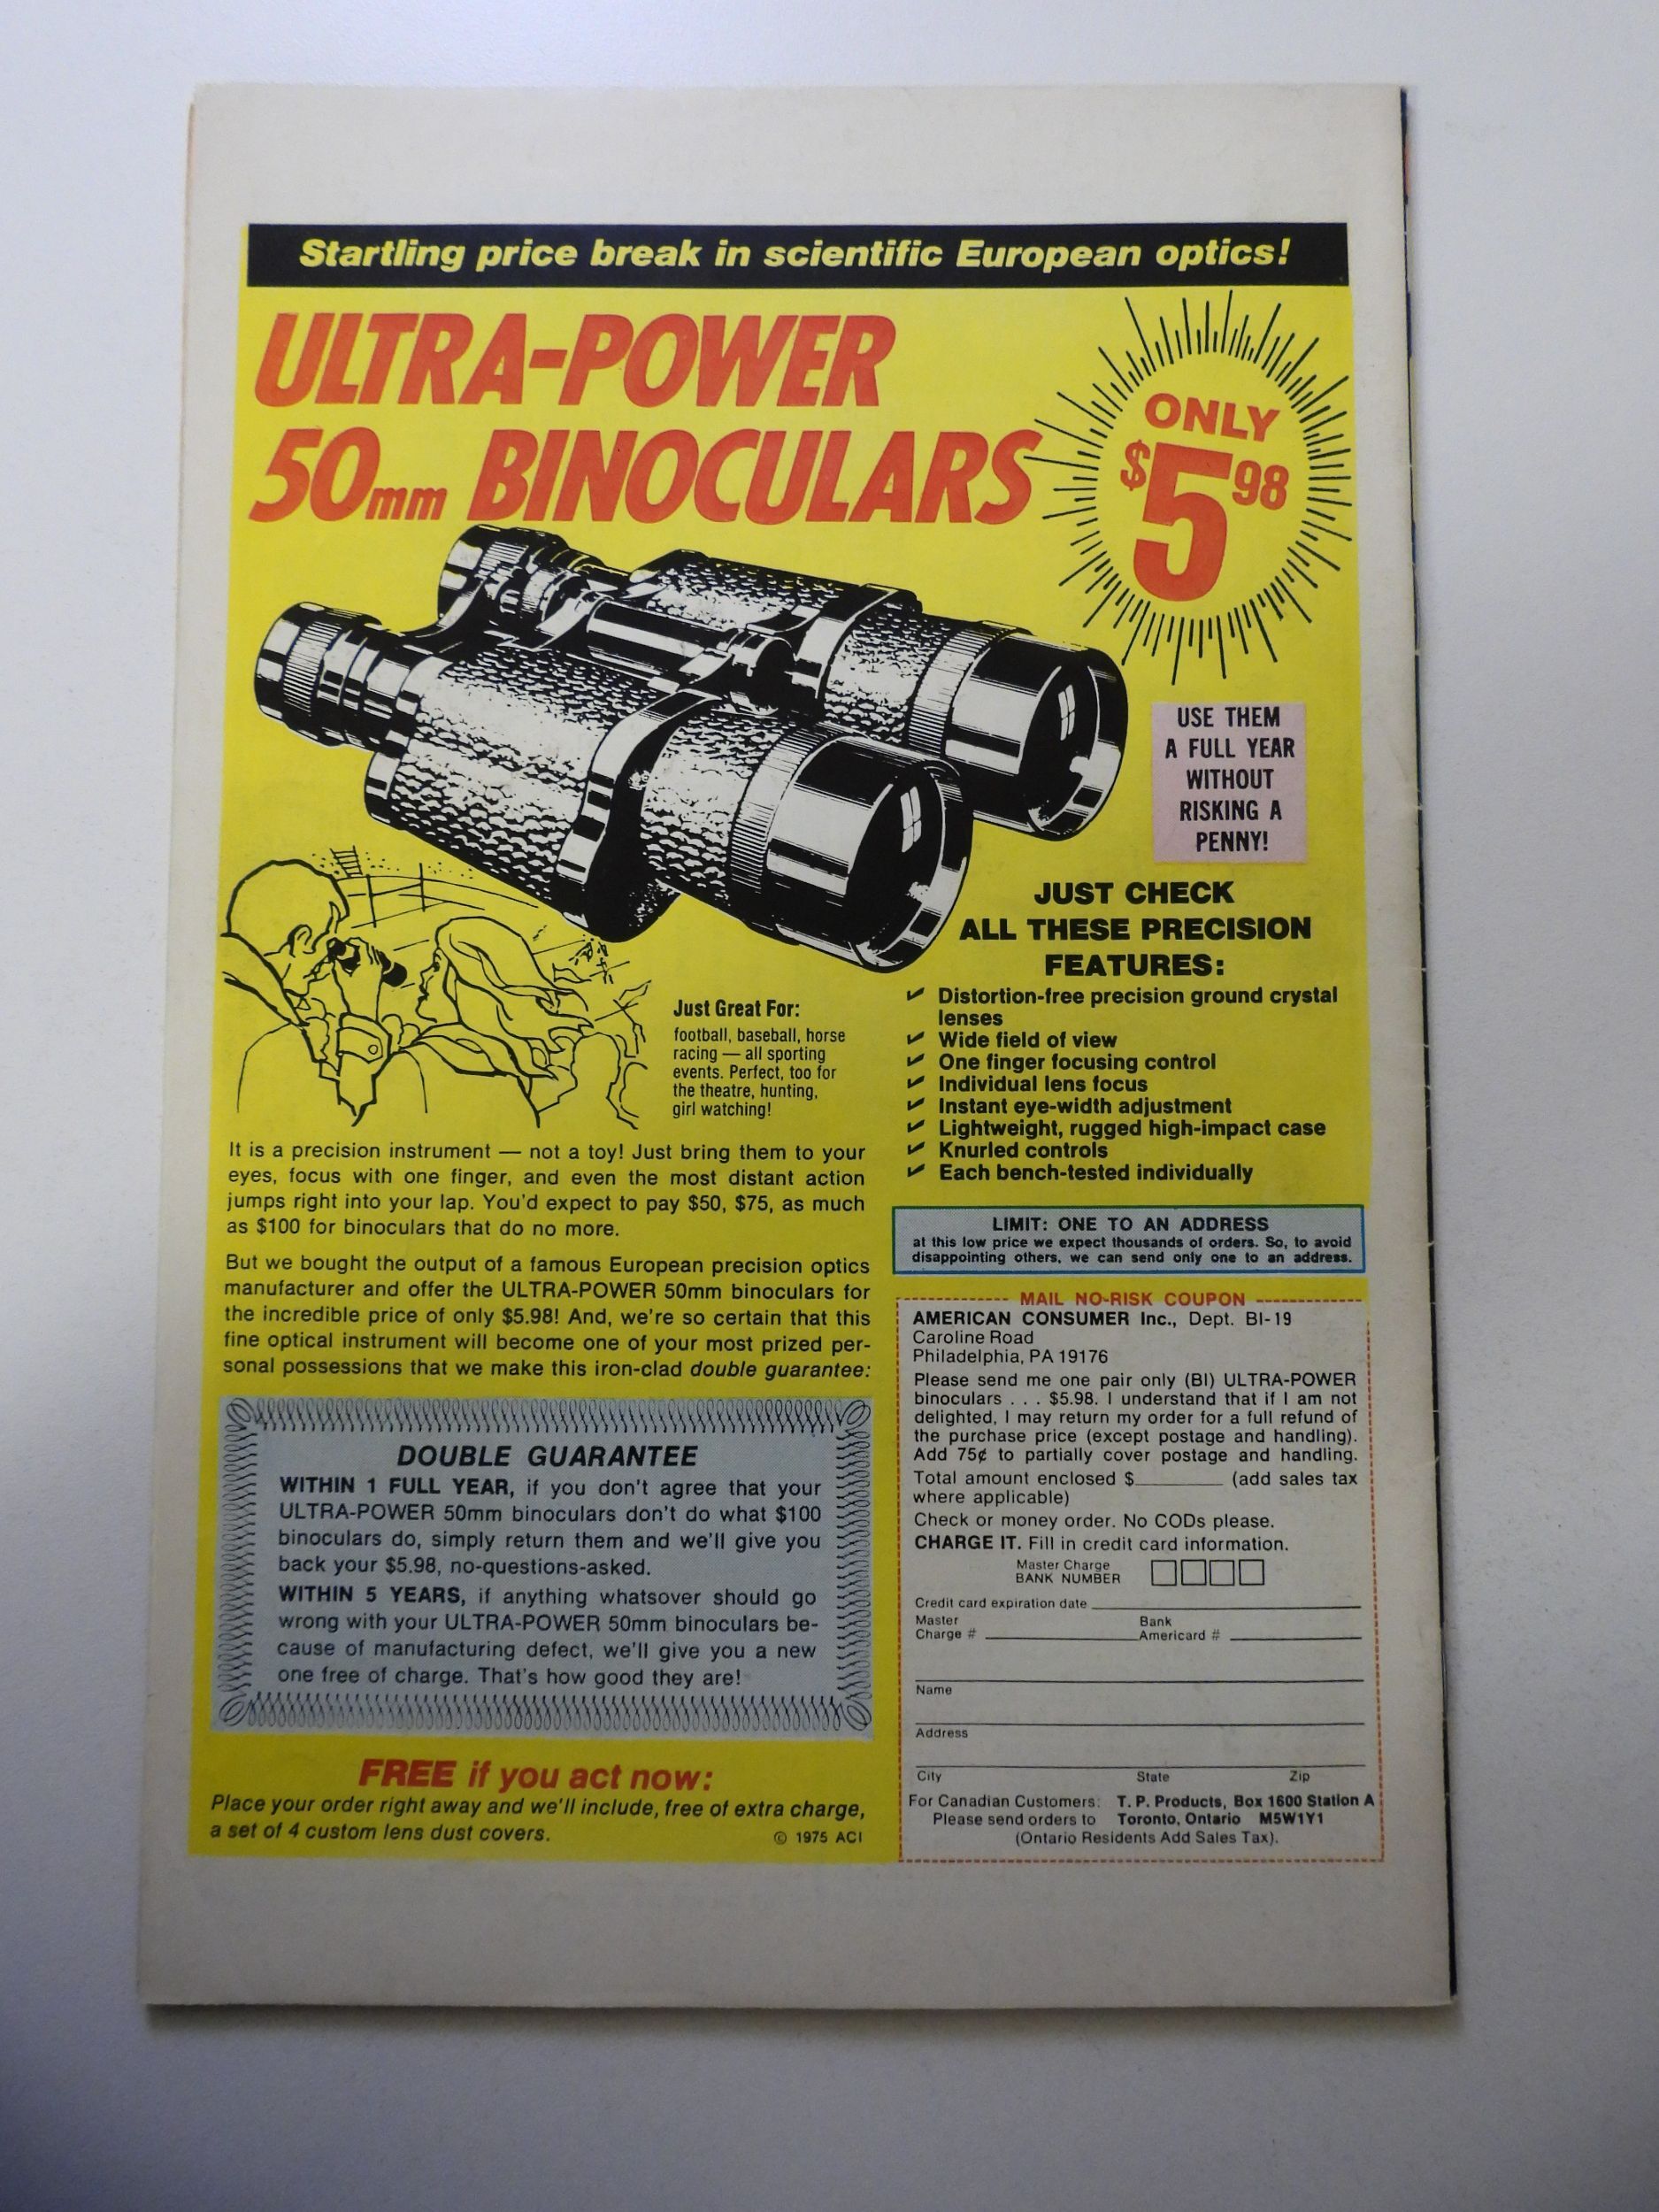 Startling price break in scientific European optics!
ULTRA-POWER
50mm BINOCULARS
ONLY
$5 98
USE THEM
A FULL YEAR
WITHOUT
RISKING A
PENNY!
JUST CHECK
ALL THESE PRECISION
FEATURES:
✔ Distortion-free precision ground crystal
lenses
✔ Wide field of view
✔ One finger focusing control
✔ Individual lens focus
✔ Instant eye-width adjustment
✔ Lightweight, rugged high-impact case
✔ Knurled controls
✔ Each bench-tested individually
Just Great For:
football, baseball, horse
racing — all sporting
events. Perfect, too for
the theatre, hunting,
girl watching!
It is a precision instrument — not a toy! Just bring them to your
eyes, focus with one finger, and even the most distant action
jumps right into your lap. You'd expect to pay $50, $75, as much
as $100 for binoculars that do no more.
But we bought the output of a famous European precision optics
manufacturer and offer the ULTRA-POWER 50mm binoculars for
the incredible price of only $5.98! And, we're so certain that this
fine optical instrument will become one of your most prized per-
sonal possessions that we make this iron-clad double guarantee:
DOUBLE GUARANTEE
WITHIN 1 FULL YEAR, if you don't agree that your
ULTRA-POWER 50mm binoculars don't do what $100
binoculars do, simply return them and we'll give you
back your $5.98, no-questions-asked.
WITHIN 5 YEARS, if anything whatsover should go
wrong with your ULTRA-POWER 50mm binoculars be-
cause of manufacturing defect, we'll give you a new
one free of charge. That's how good they are!
FREE if you act now:
Place your order right away and we'll include, free of extra charge,
a set of 4 custom lens dust covers.
© 1975 ACI
LIMIT: ONE TO AN ADDRESS
at this low price we expect thousands of orders. So, to avoid
disappointing others, we can send only one to an address.
MAIL NO-RISK COUPON
AMERICAN CONSUMER Inc., Dept. BI-19
Caroline Road
Philadelphia, PA 19176
Please send me one pair only (BI) ULTRA-POWER
binoculars . . . $5.98. I understand that if I am not
delighted, I may return my order for a full refund of
the purchase price (except postage and handling).
Add 75¢ to partially cover postage and handling.
Total amount enclosed $________ (add sales tax
where applicable)
Check or money order. No CODs please.
CHARGE IT. Fill in credit card information.
Master Charge
BANK NUMBER
Credit card expiration date
Master Bank
Charge # Americard #
Name
Address
City State Zip
For Canadian Customers: T. P. Products, Box 1600 Station A
Please send orders to Toronto, Ontario M5W1Y1
(Ontario Residents Add Sales Tax).